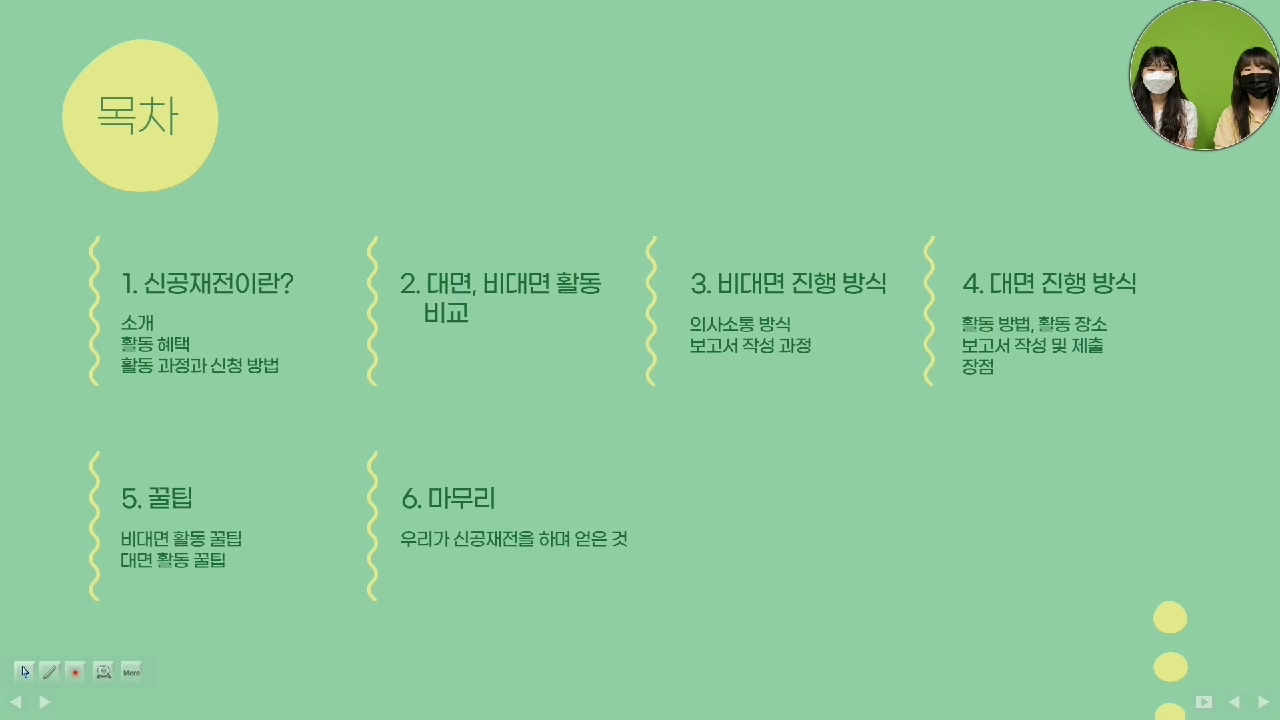 목차
1. 신공재전이란?
소개
활동 혜택
활동 과정과 신청 방법
2. 대면, 비대면 활동
비교
3. 비대면 진행 방식
의사소통 방식
보고서 작성 과정
4. 대면 진행 방식
활동 방법, 활동 장소
보고서 작성 및 제출
장점
5. 꿀팁
비대면 활동 꿀팁
대면 활동 꿀팁
6. 마무리
우리가 신공재전을 하며 얻은 것
More